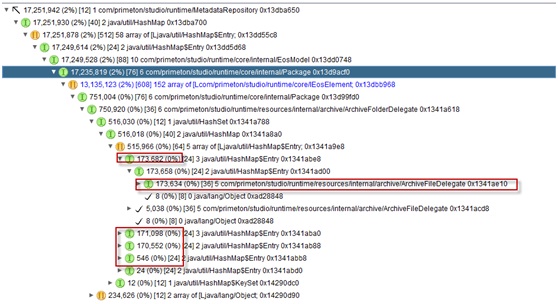 17,251,942 (2%) [12] 1 com/primeton/studio/runtime/MetadataRepository 0x13dba650
17,251,930 (2%) [40] 2 java/util/HashMap 0x13dba700
17,251,878 (2%) [512] 58 array of [Ljava/util/HashMap$Entry; 0x13dd55c8
17,249,614 (2%) [24] 2 java/util/HashMap$Entry 0x13dd5d68
17,249,528 (2%) [88] 10 com/primeton/studio/runtime/core/internal/EosModel 0x13dd0748
17,235,819 (2%) [76] 6 com/primeton/studio/runtime/core/internal/Package 0x13d9acf0
13,135,123 (2%) [608] 152 array of [Lcom/primeton/studio/runtime/core/IEosElement; 0x13dbb968
751,004 (0%) [76] 6 com/primeton/studio/runtime/core/internal/Package 0x13d99fd0
750,920 (0%) [36] 7 com/primeton/studio/runtime/resources/internal/archive/ArchiveFolderDelegate 0x1341a618
516,030 (0%) [12] 1 java/util/HashSet 0x1341a788
516,018 (0%) [40] 2 java/util/HashMap 0x1341a8a0
515,966 (0%) [64] 5 array of [Ljava/util/HashMap$Entry; 0x1341a9e8
173,682 (0%) [24] 3 java/util/HashMap$Entry 0x1341abe8
173,658 (0%) [24] 2 java/util/HashMap$Entry 0x1341ad00
173,634 (0%) [36] 5 com/primeton/studio/runtime/resources/internal/archive/ArchiveFileDelegate 0x1341ae10
8 (0%) [8] 0 java/lang/Object 0xad28848
5,038 (0%) [36] 5 com/primeton/studio/runtime/resources/internal/archive/ArchiveFileDelegate 0x1341acd8
8 (0%) [8] 0 java/lang/Object 0xad28848
171,098 (0%) [24] 3 java/util/HashMap$Entry 0x1341aba0
170,552 (0%) [24] 2 java/util/HashMap$Entry 0x1341ab88
546 (0%) [24] 2 java/util/HashMap$Entry 0x1341abb8
24 (0%) [24] 2 java/util/HashMap$Entry 0x1341abd0
12 (0%) [12] 1 java/util/HashMap$KeySet 0x14290dc0
234,626 (0%) [12] 2 array of [Ljava/lang/Object; 0x14290d90